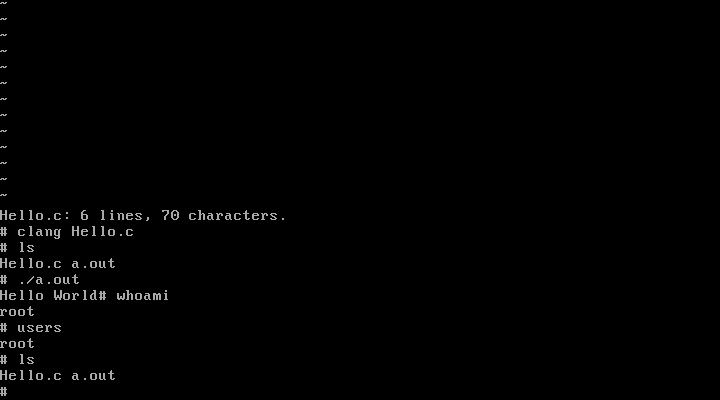 ~
~
~
~
~
~
~
~
~
~
~
~
~
Hello.c: 6 lines, 70 characters.
# clang Hello.c
# ls
Hello.c a.out
# ./a.out
Hello World# whoami
root
# users
root
# ls
Hello.c a.out
#